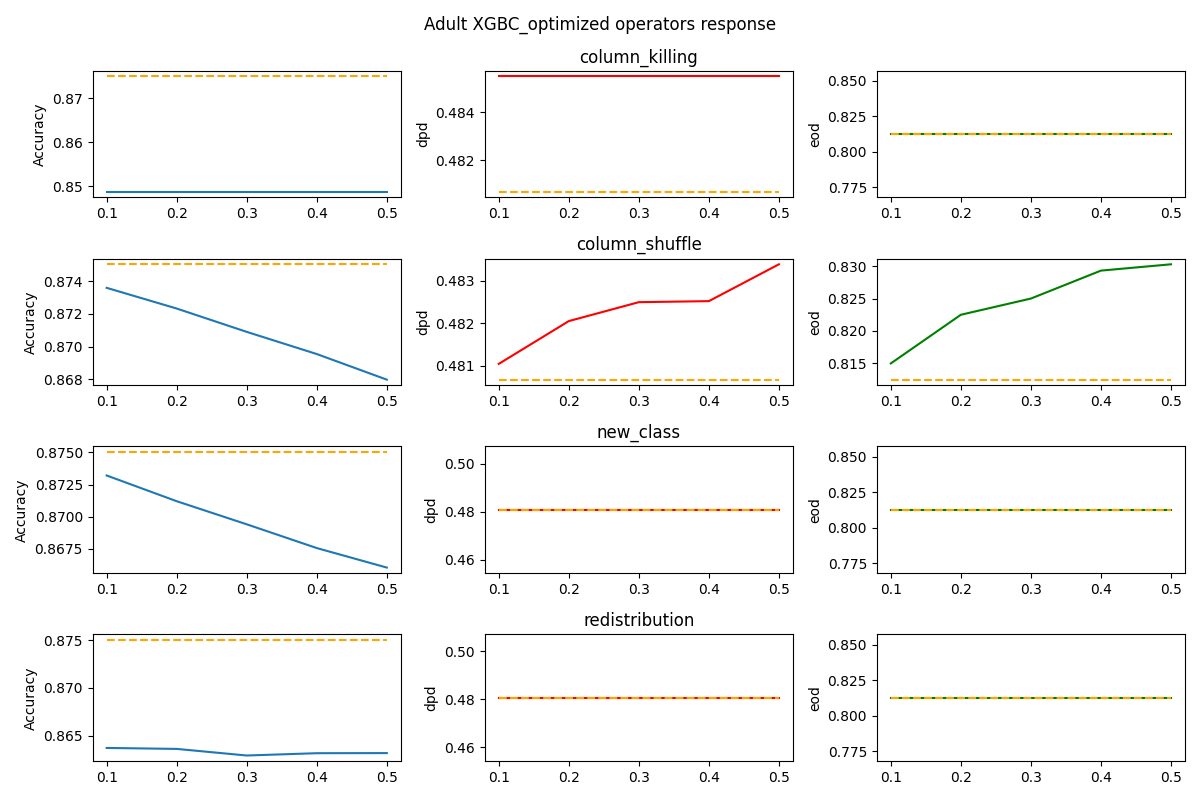 Adult XGBC_optimized operators response
column_killing
Accuracy
0.87
0.86
0.85
0.1 0.2 0.3 0.4 0.5
dpd
0.484
0.482
0.1 0.2 0.3 0.4 0.5
eod
0.850
0.825
0.800
0.775
0.1 0.2 0.3 0.4 0.5
column_shuffle
Accuracy
0.874
0.872
0.870
0.868
0.1 0.2 0.3 0.4 0.5
dpd
0.483
0.482
0.481
0.1 0.2 0.3 0.4 0.5
eod
0.830
0.825
0.820
0.815
0.1 0.2 0.3 0.4 0.5
new_class
Accuracy
0.8750
0.8725
0.8700
0.8675
0.1 0.2 0.3 0.4 0.5
dpd
0.50
0.48
0.46
0.1 0.2 0.3 0.4 0.5
eod
0.850
0.825
0.800
0.775
0.1 0.2 0.3 0.4 0.5
redistribution
Accuracy
0.875
0.870
0.865
0.1 0.2 0.3 0.4 0.5
dpd
0.50
0.48
0.46
0.1 0.2 0.3 0.4 0.5
eod
0.850
0.825
0.800
0.775
0.1 0.2 0.3 0.4 0.5